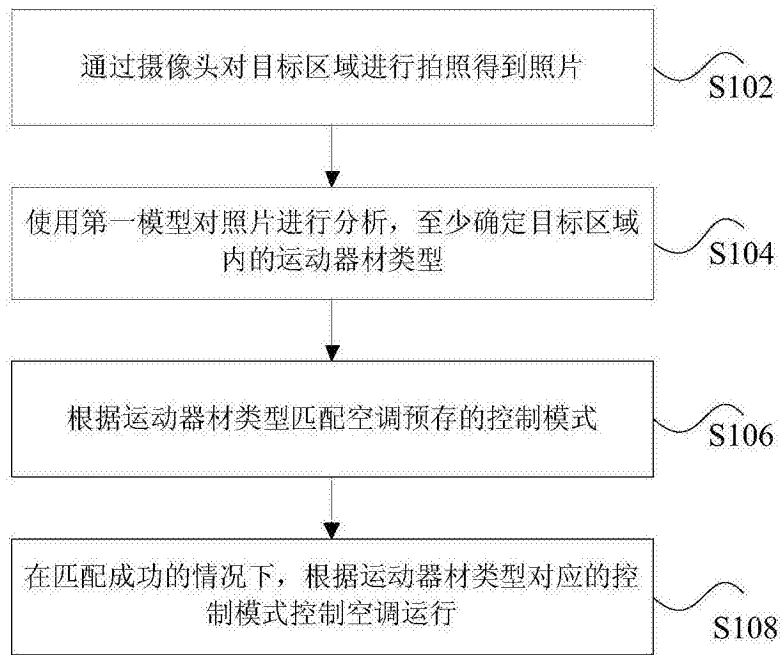 通过摄像头对目标区域进行拍照得到照片
S102
使用第一模型对照片进行分析，至少确定目标区域
内的运动器材类型
S104
根据运动器材类型匹配空调预存的控制模式
S106
在匹配成功的情况下，根据运动器材类型对应的控
制模式控制空调运行
S108